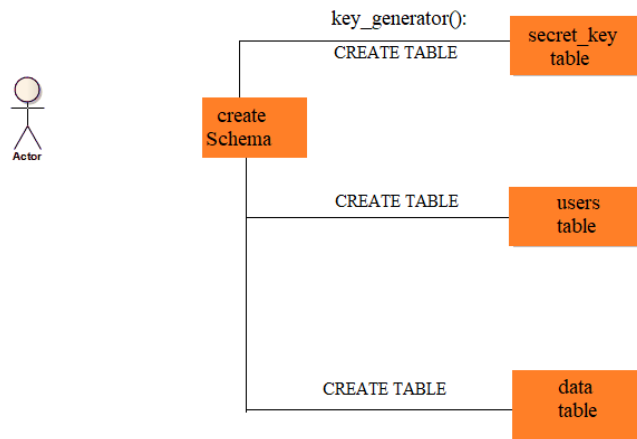 key_generator():
CREATE TABLE
secret_key
table
create
Schema
Actor
CREATE TABLE
users
table
CREATE TABLE
data
table